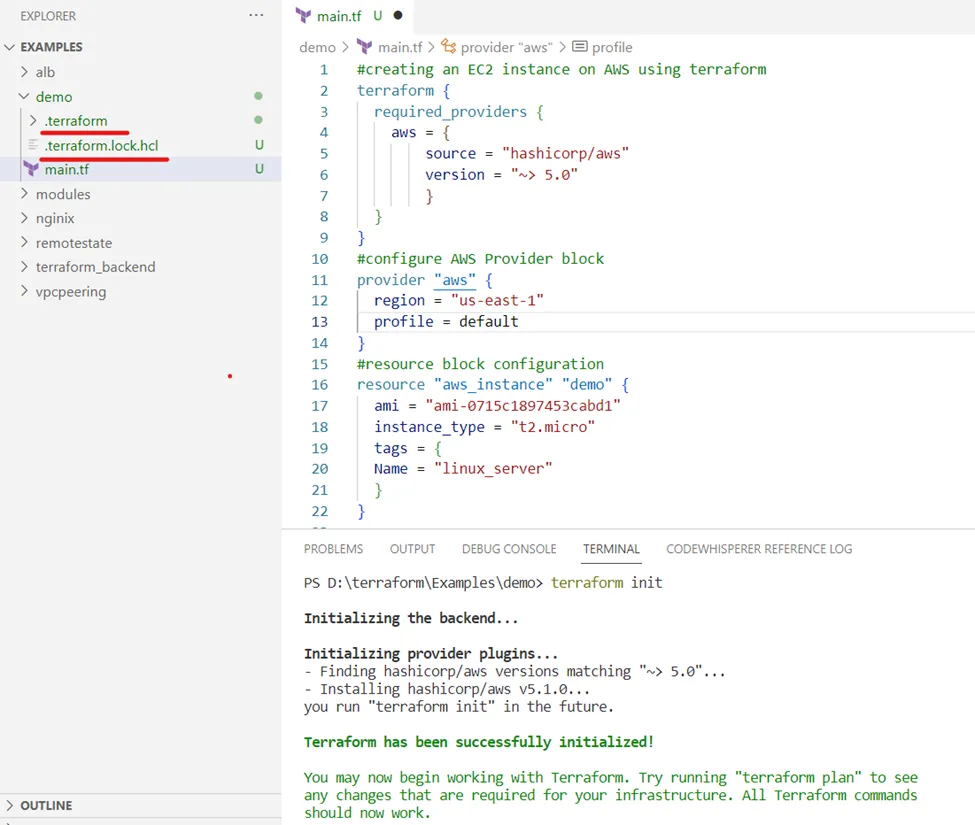 EXPLORER
EXAMPLES
alb
demo
.terraform
.terraform.lock.hcl U
main.tf U
modules
nginix
remotestate
terraform_backend
vpcpeering
OUTLINE
main.tf U
demo > main.tf > provider "aws" > profile
1 #creating an EC2 instance on AWS using terraform
2 terraform {
3 required_providers {
4 aws = {
5 source = "hashicorp/aws"
6 version = "~> 5.0"
7 }
8 }
9 }
10 #configure AWS Provider block
11 provider "aws" {
12 region = "us-east-1"
13 profile = default
14 }
15 #resource block configuration
16 resource "aws_instance" "demo" {
17 ami = "ami-0715c1897453cabd1"
18 instance_type = "t2.micro"
19 tags = {
20 Name = "linux_server"
21 }
22 }
PROBLEMS OUTPUT DEBUG CONSOLE TERMINAL CODEWHISPERER REFERENCE LOG
PS D:\terraform\Examples\demo> terraform init
Initializing the backend...
Initializing provider plugins...
- Finding hashicorp/aws versions matching "~> 5.0"...
- Installing hashicorp/aws v5.1.0...
you run "terraform init" in the future.
Terraform has been successfully initialized!
You may now begin working with Terraform. Try running "terraform plan" to see
any changes that are required for your infrastructure. All Terraform commands
should now work.